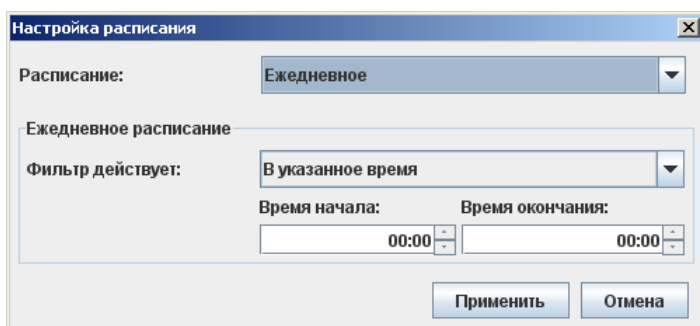 Настройка расписания
Расписание: Ежедневное
Ежедневное расписание
Фильтр действует: В указанное время
Время начала: Время окончания:
00:00 00:00
Применить Отмена